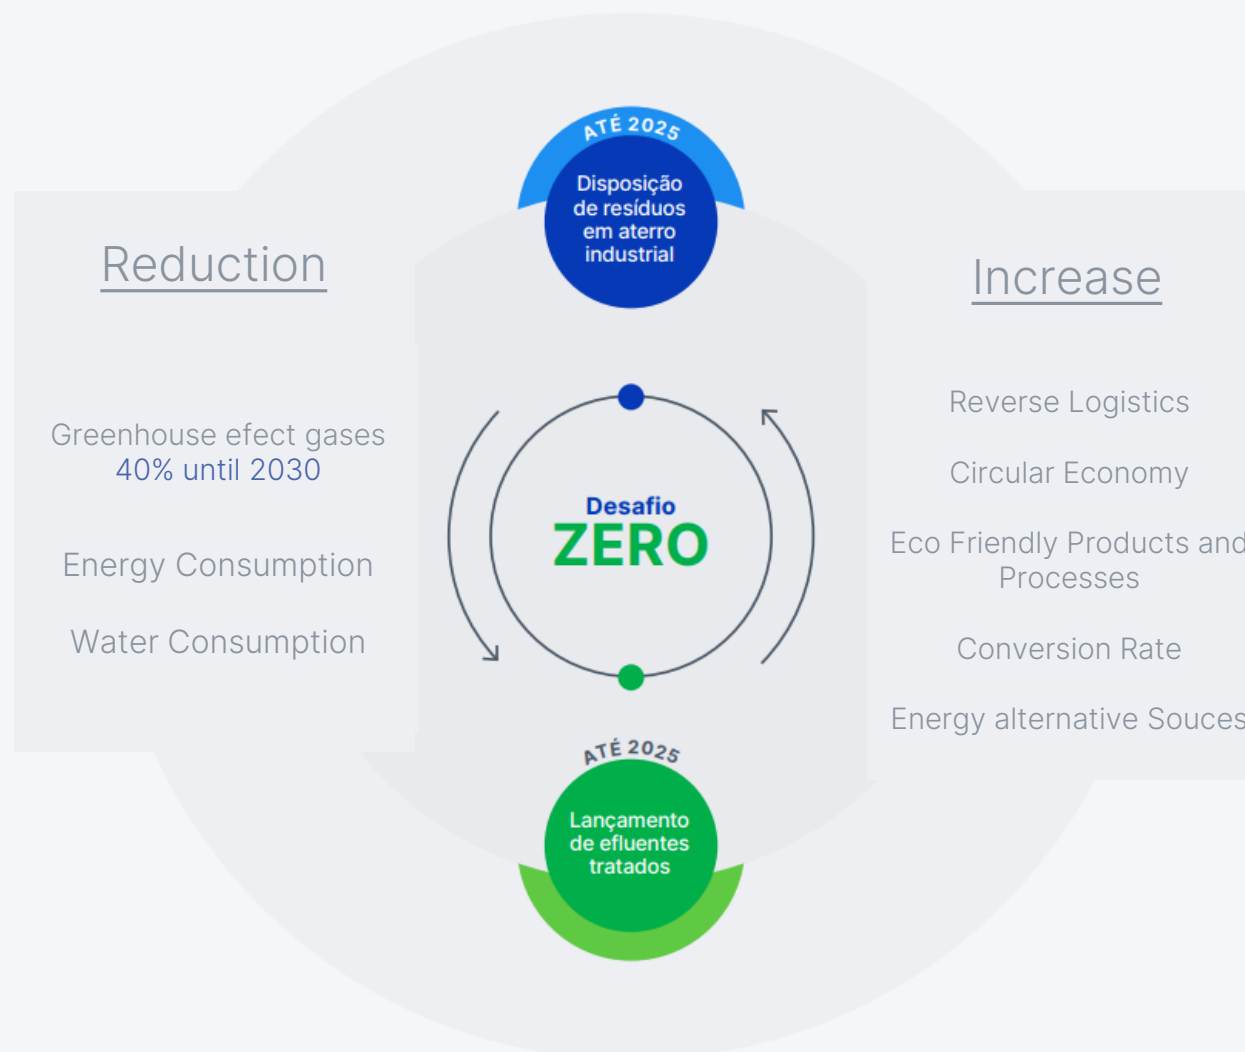 ATÉ 2025
Disposição
de resíduos
em aterro
industrial
Reduction
Greenhouse efect gases
40% until 2030
Energy Consumption
Water Consumption
Desafio
ZERO
Increase
Reverse Logistics
Circular Economy
Eco Friendly Products and
Processes
Conversion Rate
Energy alternative Souces
ATÉ 2025
Lançamento
de efluentes
tratados